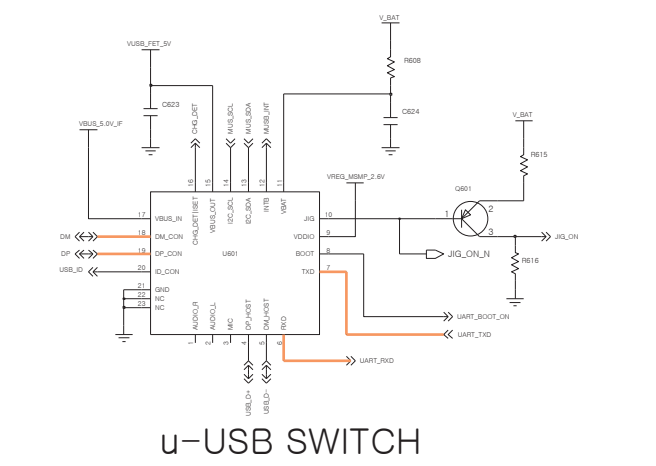 V_BAT
VUSB_FET_5V
R608
C623
C624
VBUS_5.0V_IF
CHG_DET
MUS_SCL
MUS_SDA
MUSB_INT
V_BAT
R615
VREG_MSMP_2.6V
Q601
16
15
14
13
12
11
CHG_DET|ISET
VBUS_OUT
I2C_SCL
I2C_SDA
INTB
VBAT
17 VBUS_IN
JIG 10
1
2
3
DM 18 DM_CON
VDDIO 9
JIG_ON
DP 19 DP_CON
U601
BOOT 8
JIG_ON_N
USB_ID 20 ID_CON
TXD 7
R616
21 GND
22 NC
23 NC
AUDIO_R
AUDIO_L
MIC
DP_HOST
DM_HOST
RXD
UART_BOOT_ON
UART_TXD
1
2
3
4
5
6
UART_RXD
USB_D+
USB_D-
u-USB SWITCH